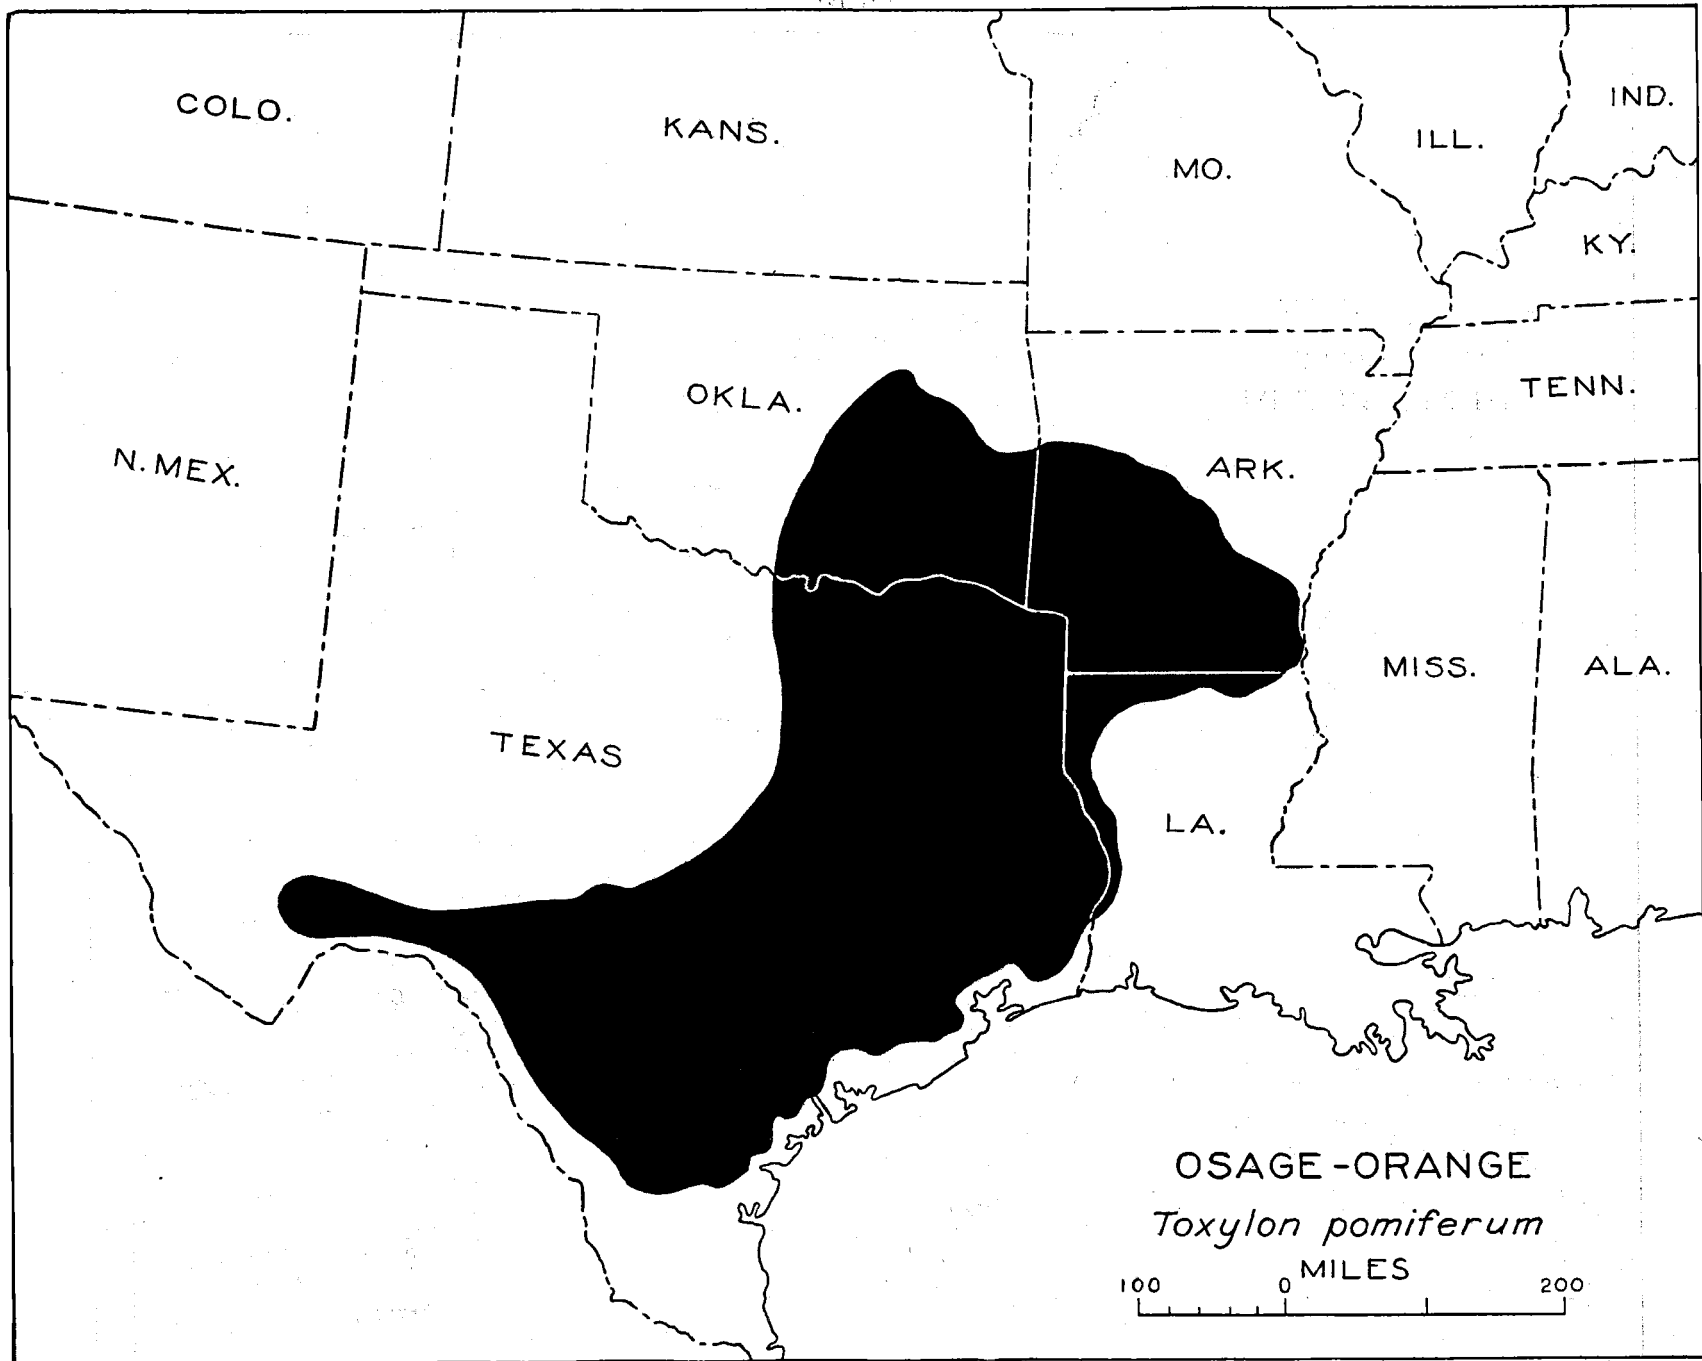 COLO.
KANS.
MO.
ILL.
IND.
KY.
N. MEX.
OKLA.
ARK.
TENN.
TEXAS
LA.
MISS.
ALA.
OSAGE-ORANGE
Toxylon pomiferum
MILES
100 0 200